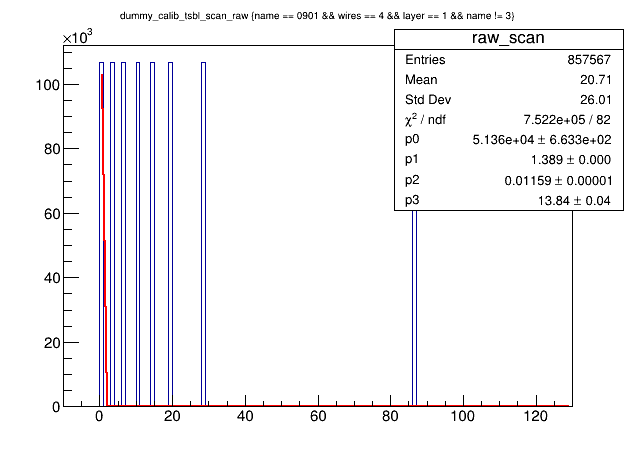 dummy_calib_tsbl_scan_raw {name == 0901 && wires == 4 && layer == 1 && name != 3}
×10³
raw_scan
Entries 857567
Mean 20.71
Std Dev 26.01
χ² / ndf 7.522e+05 / 82
p0 5.136e+04 ± 6.633e+02
p1 1.389 ± 0.000
p2 0.01159 ± 0.00001
p3 13.84 ± 0.04
100
80
60
40
20
0
0 20 40 60 80 100 120